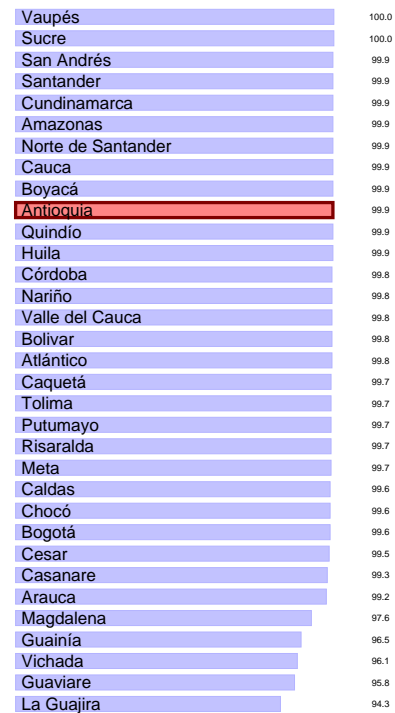 Vaupés 100.0
Sucre 100.0
San Andrés 99.9
Santander 99.9
Cundinamarca 99.9
Amazonas 99.9
Norte de Santander 99.9
Cauca 99.9
Boyacá 99.9
Antioquia 99.9
Quindío 99.9
Huila 99.9
Córdoba 99.8
Nariño 99.8
Valle del Cauca 99.8
Bolivar 99.8
Atlántico 99.8
Caquetá 99.7
Tolima 99.7
Putumayo 99.7
Risaralda 99.7
Meta 99.7
Caldas 99.6
Chocó 99.6
Bogotá 99.6
Cesar 99.5
Casanare 99.3
Arauca 99.2
Magdalena 97.6
Guainía 96.5
Vichada 96.1
Guaviare 95.8
La Guajira 94.3